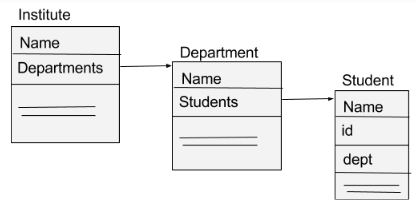 Institute
Name
Departments
Department
Name
Students
Student
Name
id
dept